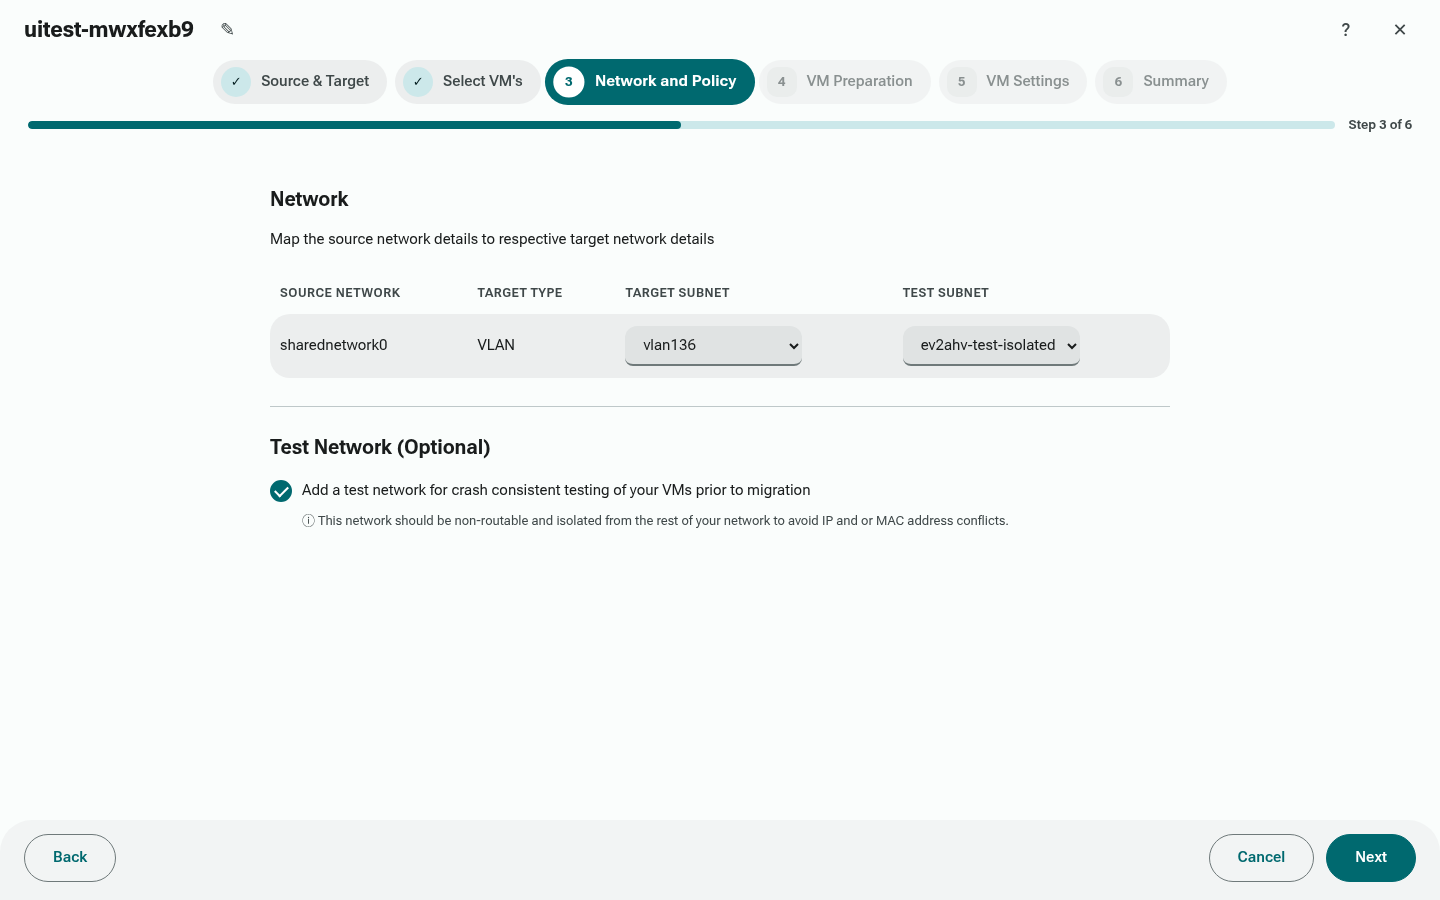 uitest-mwxfexb9 ✎ ? ✕
✓ Source & Target ✓ Select VM's 3 Network and Policy 4 VM Preparation 5 VM Settings 6 Summary
Step 3 of 6
Network
Map the source network details to respective target network details
SOURCE NETWORK TARGET TYPE TARGET SUBNET TEST SUBNET
sharednetwork0 VLAN vlan136 ev2ahv-test-isolated
Test Network (Optional)
Add a test network for crash consistent testing of your VMs prior to migration
ⓘ This network should be non-routable and isolated from the rest of your network to avoid IP and or MAC address conflicts.
Back Cancel Next